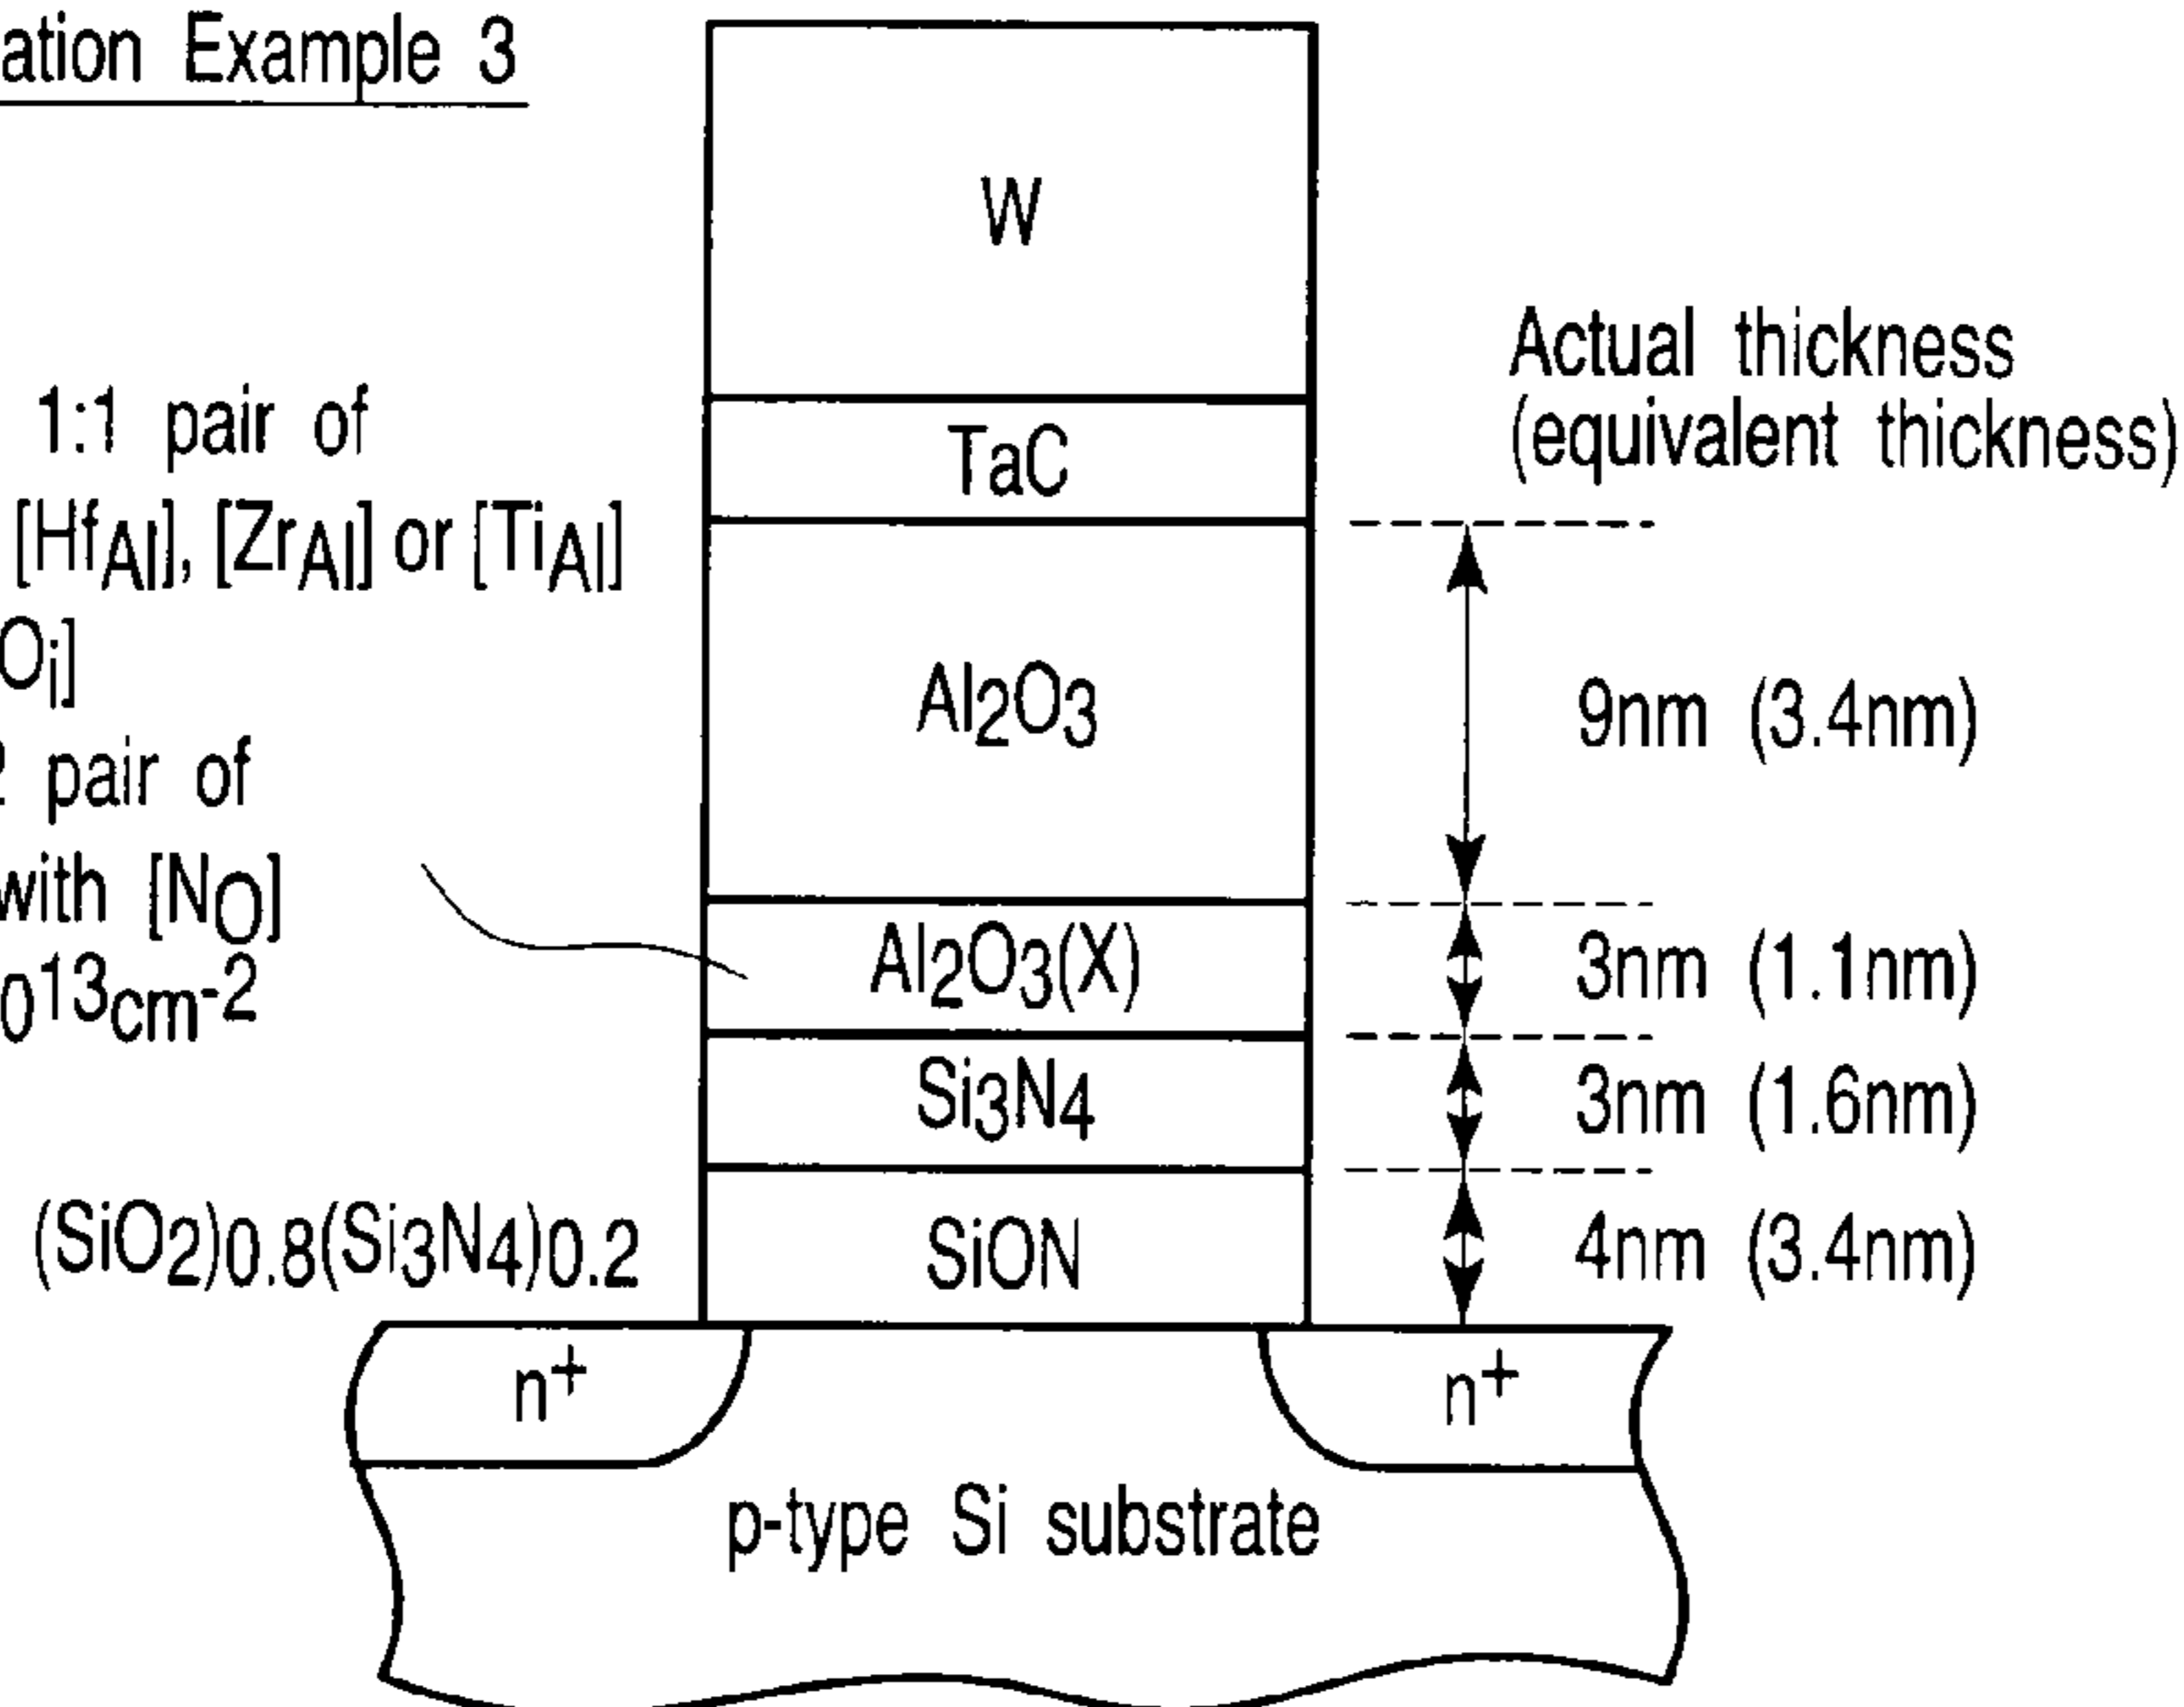 ation Example 3
W
Actual thickness
(equivalent thickness)
1:1 pair of
TaC
[HfAl], [ZrAl] or [TiAl]
Oi]
Al2O3
9nm (3.4nm)
pair of
with [NO]
Al2O3(X)
3nm (1.1nm)
013cm-2
Si3N4
3nm (1.6nm)
(SiO2)0.8(Si3N4)0.2
SiON
4nm (3.4nm)
n+
n+
p-type Si substrate